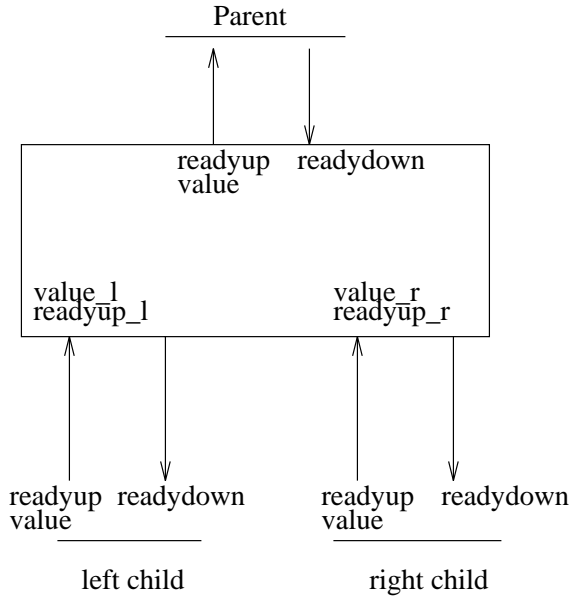 Parent
readyup readydown
value
value_l value_r
readyup_l readyup_r
readyup readydown readyup readydown
value value
left child right child